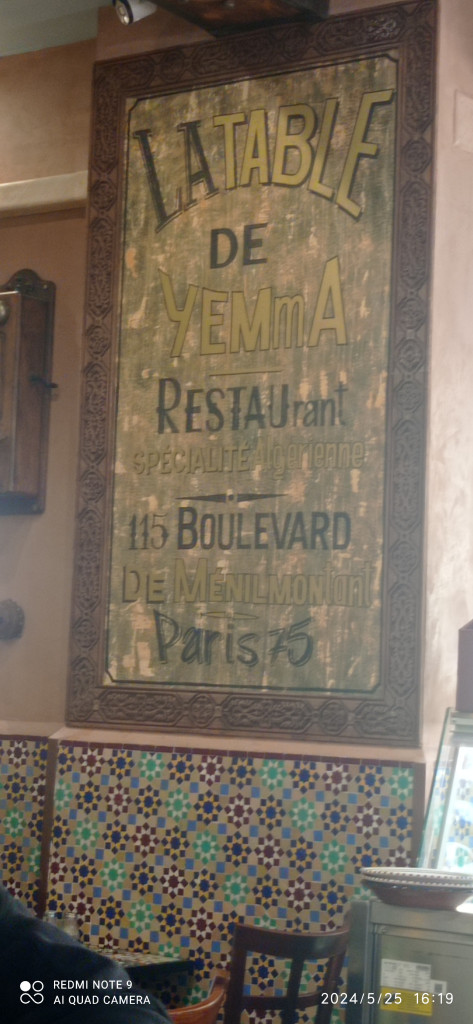 LA TABLE
DE
YEMmA
RESTAUrant
SPÉCIALITÉ Algérienne
115 BOULEVARD
DE MÉNILMONtant
Paris 75
REDMI NOTE 9
AI QUAD CAMERA
2024/5/25 16:19